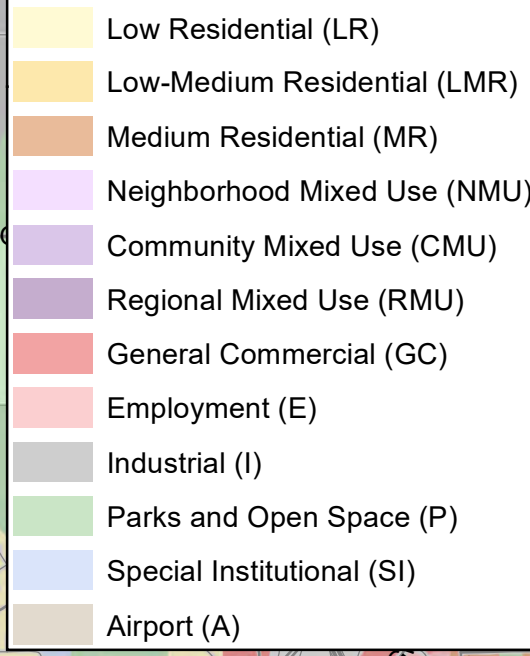 Low Residential (LR)
Low-Medium Residential (LMR)
Medium Residential (MR)
Neighborhood Mixed Use (NMU)
Community Mixed Use (CMU)
Regional Mixed Use (RMU)
General Commercial (GC)
Employment (E)
Industrial (I)
Parks and Open Space (P)
Special Institutional (SI)
Airport (A)